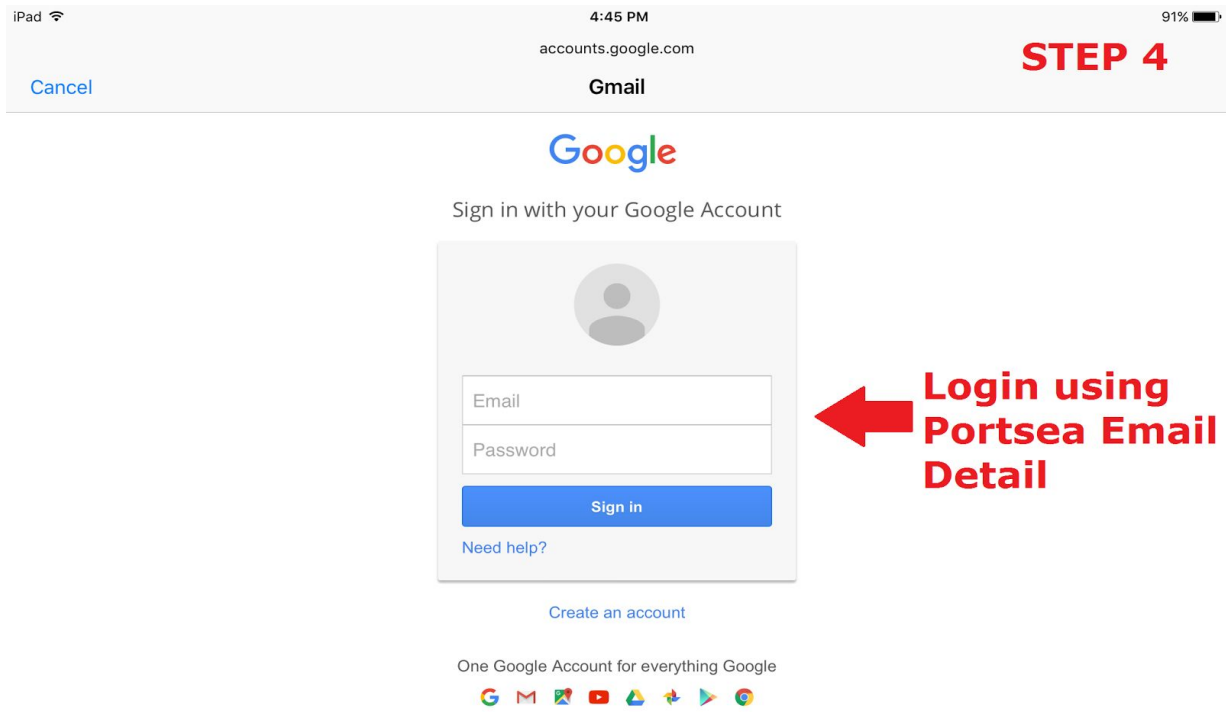 iPad 4:45 PM 91%
accounts.google.com
STEP 4
Cancel Gmail
Google
Sign in with your Google Account
Email
Password
Sign in
Need help?
Login using
Portsea Email
Detail
Create an account
One Google Account for everything Google